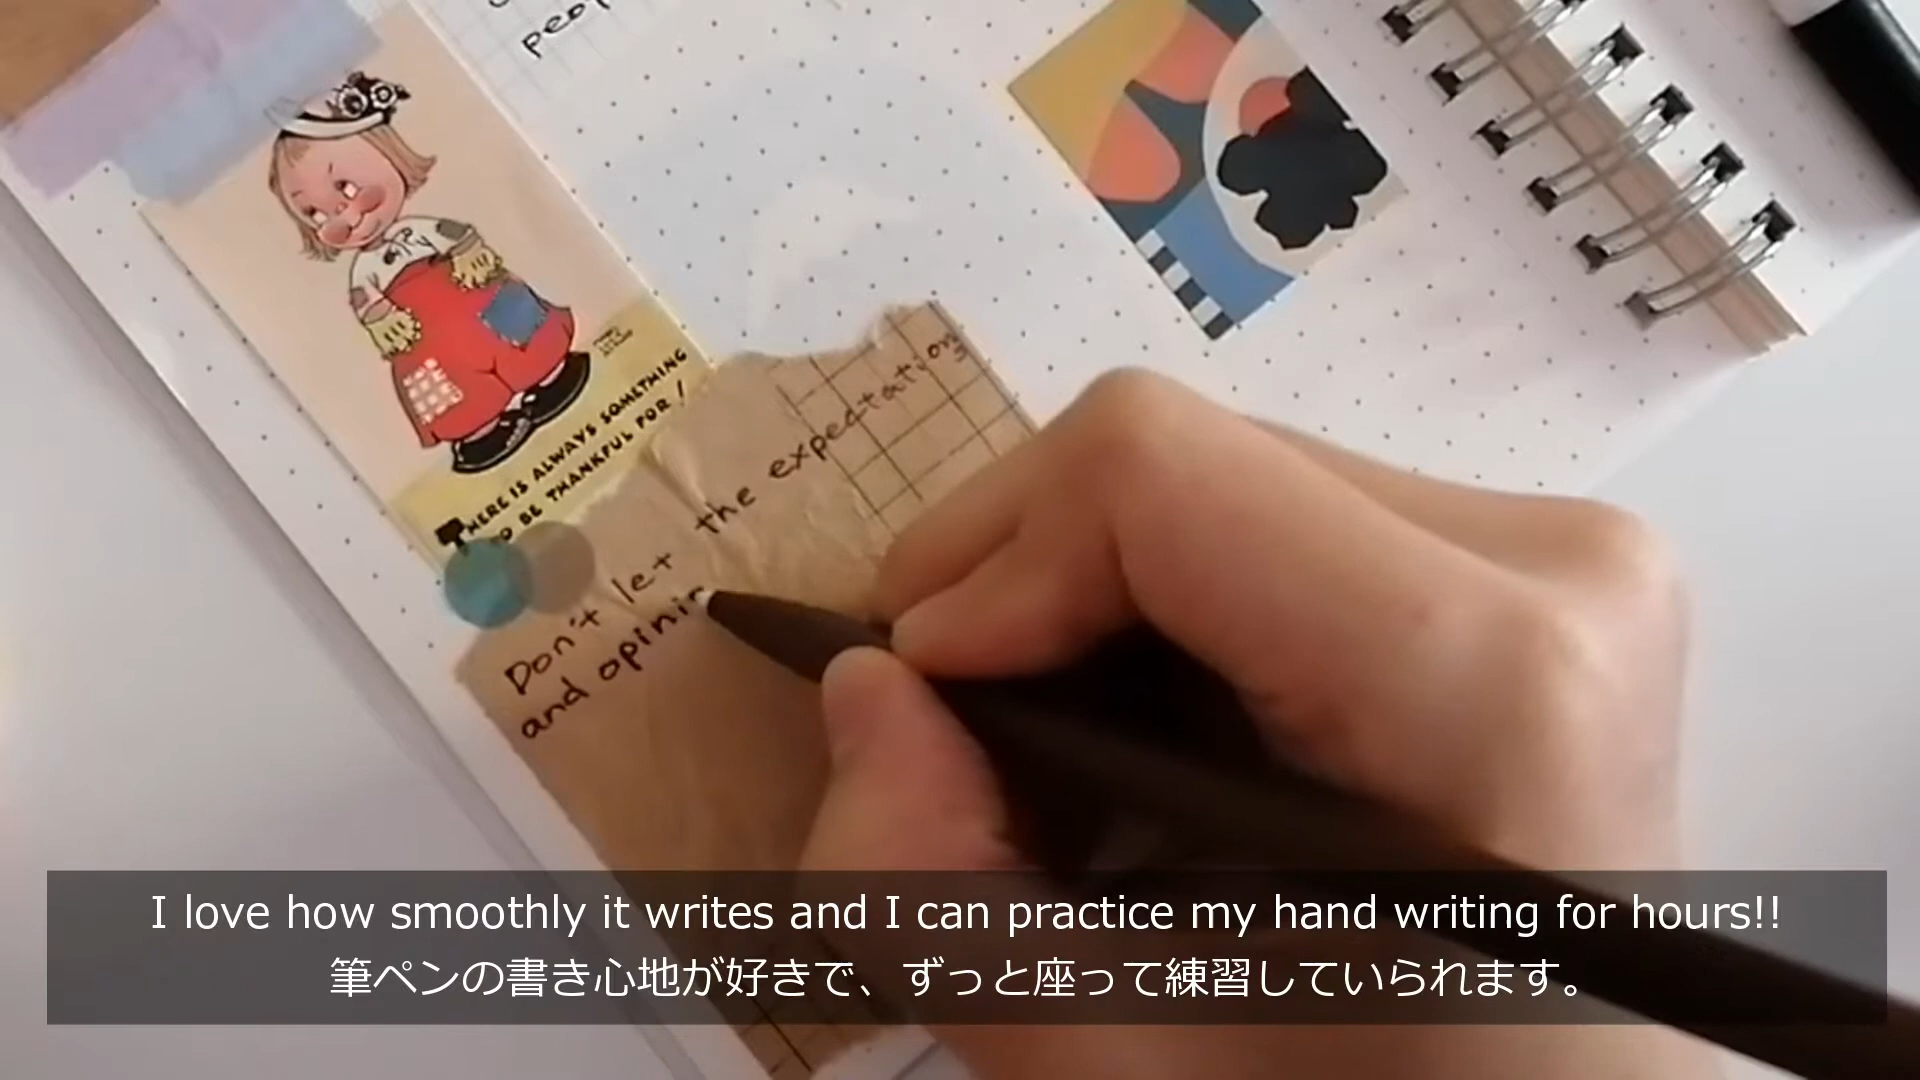 peop
THERE IS ALWAYS SOMETHING
TO BE THANKFUL FOR!
Don't let the expectations
and opinin
I love how smoothly it writes and I can practice my hand writing for hours!!
筆ペンの書き心地が好きで、ずっと座って練習していられます。